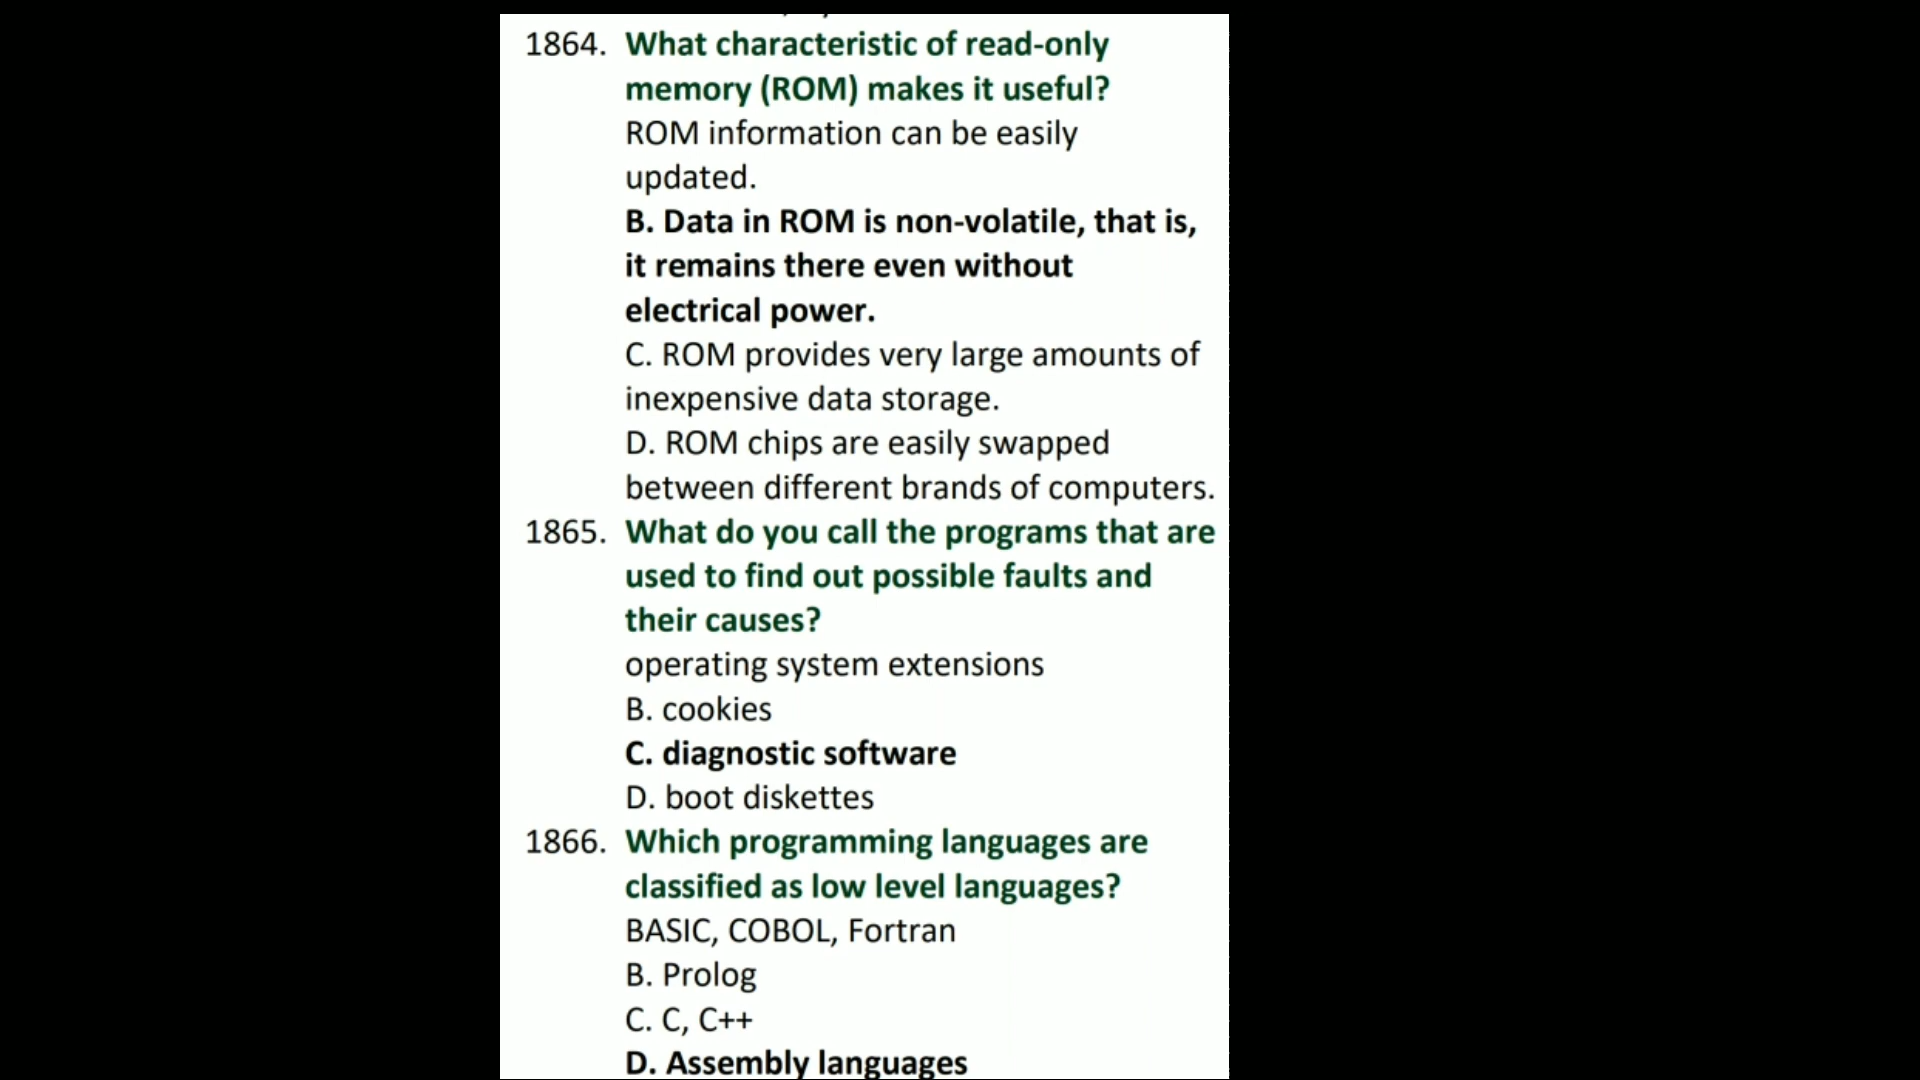 1864. What characteristic of read-only
memory (ROM) makes it useful?
ROM information can be easily
updated.
B. Data in ROM is non-volatile, that is,
it remains there even without
electrical power.
C. ROM provides very large amounts of
inexpensive data storage.
D. ROM chips are easily swapped
between different brands of computers.
1865. What do you call the programs that are
used to find out possible faults and
their causes?
operating system extensions
B. cookies
C. diagnostic software
D. boot diskettes
1866. Which programming languages are
classified as low level languages?
BASIC, COBOL, Fortran
B. Prolog
C. C, C++
D. Assembly languages